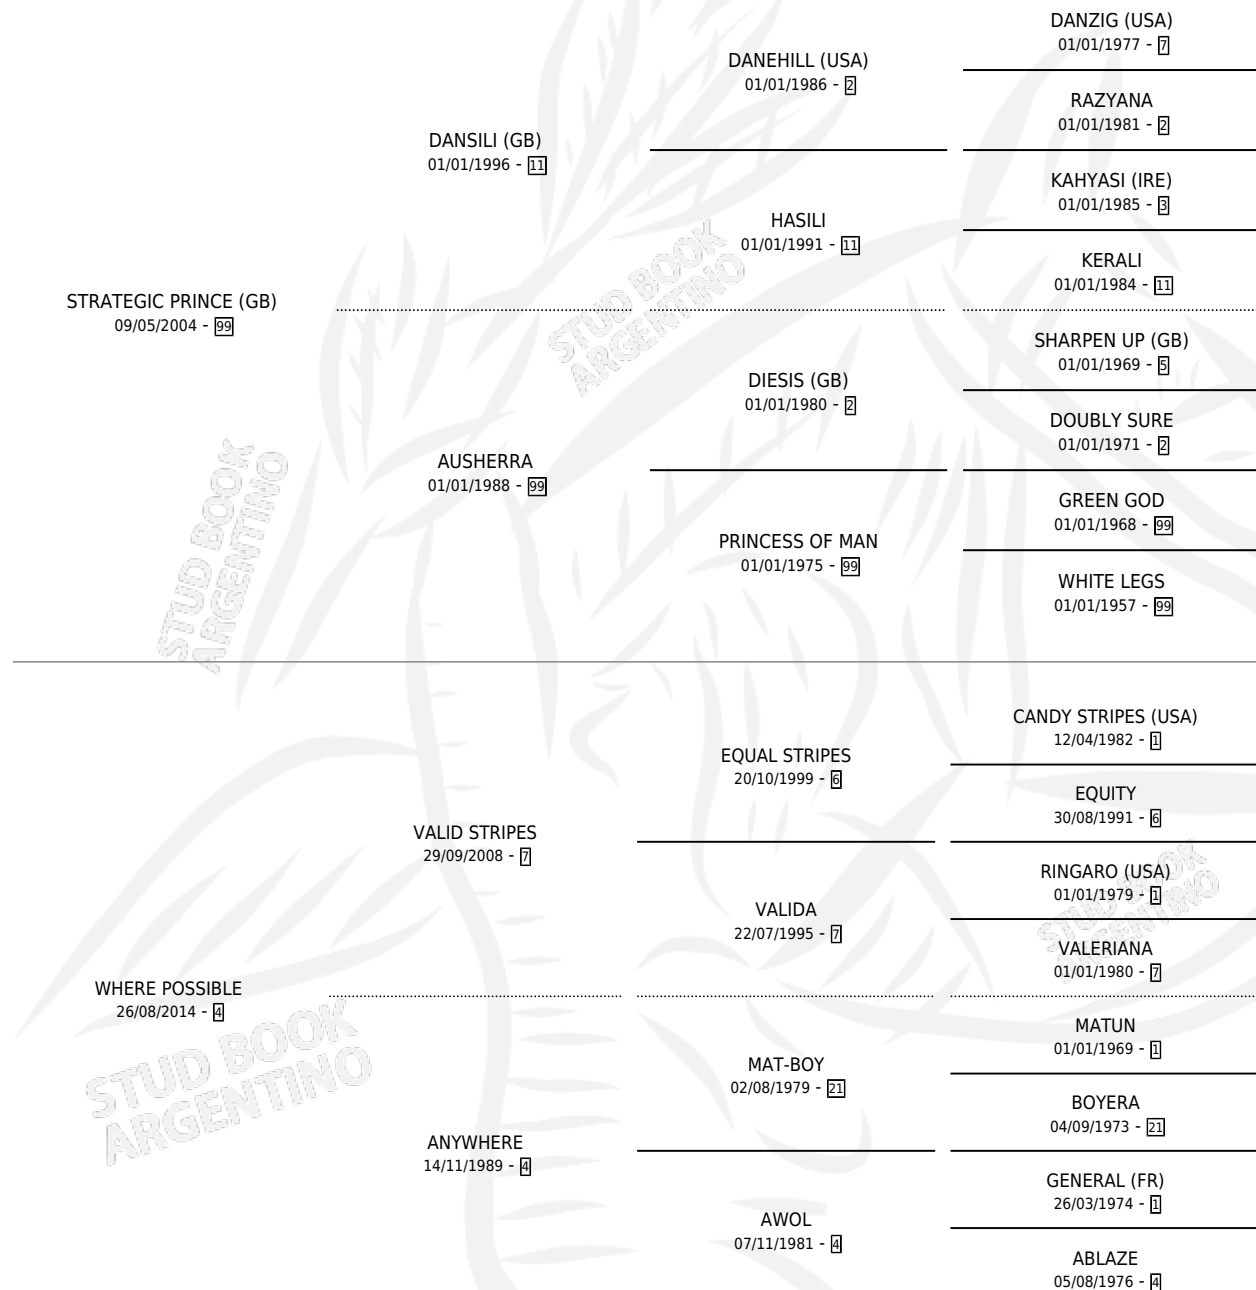 DANZIG (USA)
01/01/1977 - 7
DANEHILL (USA)
01/01/1986 - 2
RAZYANA
01/01/1981 - 2
DANSILI (GB)
01/01/1996 - 11
KAHYASI (IRE)
01/01/1985 - 3
HASILI
01/01/1991 - 11
KERALI
01/01/1984 - 11
STRATEGIC PRINCE (GB)
09/05/2004 - 99
SHARPEN UP (GB)
01/01/1969 - 5
DIESIS (GB)
01/01/1980 - 2
DOUBLY SURE
01/01/1971 - 2
AUSHERRA
01/01/1988 - 99
GREEN GOD
01/01/1968 - 99
PRINCESS OF MAN
01/01/1975 - 99
WHITE LEGS
01/01/1957 - 99
CANDY STRIPES (USA)
12/04/1982 - 1
EQUAL STRIPES
20/10/1999 - 6
EQUITY
30/08/1991 - 6
VALID STRIPES
29/09/2008 - 7
RINGARO (USA)
01/01/1979 - 1
VALIDA
22/07/1995 - 7
VALERIANA
01/01/1980 - 7
WHERE POSSIBLE
26/08/2014 - 4
MATUN
01/01/1969 - 1
MAT-BOY
02/08/1979 - 21
BOYERA
04/09/1973 - 21
ANYWHERE
14/11/1989 - 4
GENERAL (FR)
26/03/1974 - 1
AWOL
07/11/1981 - 4
ABLAZE
05/08/1976 - 4
STUD BOOK
ARGENTINO
STUD BOOK
ARGENTINO
STUD BOOK
ARGENTINO
STUD BOOK
ARGENTINO